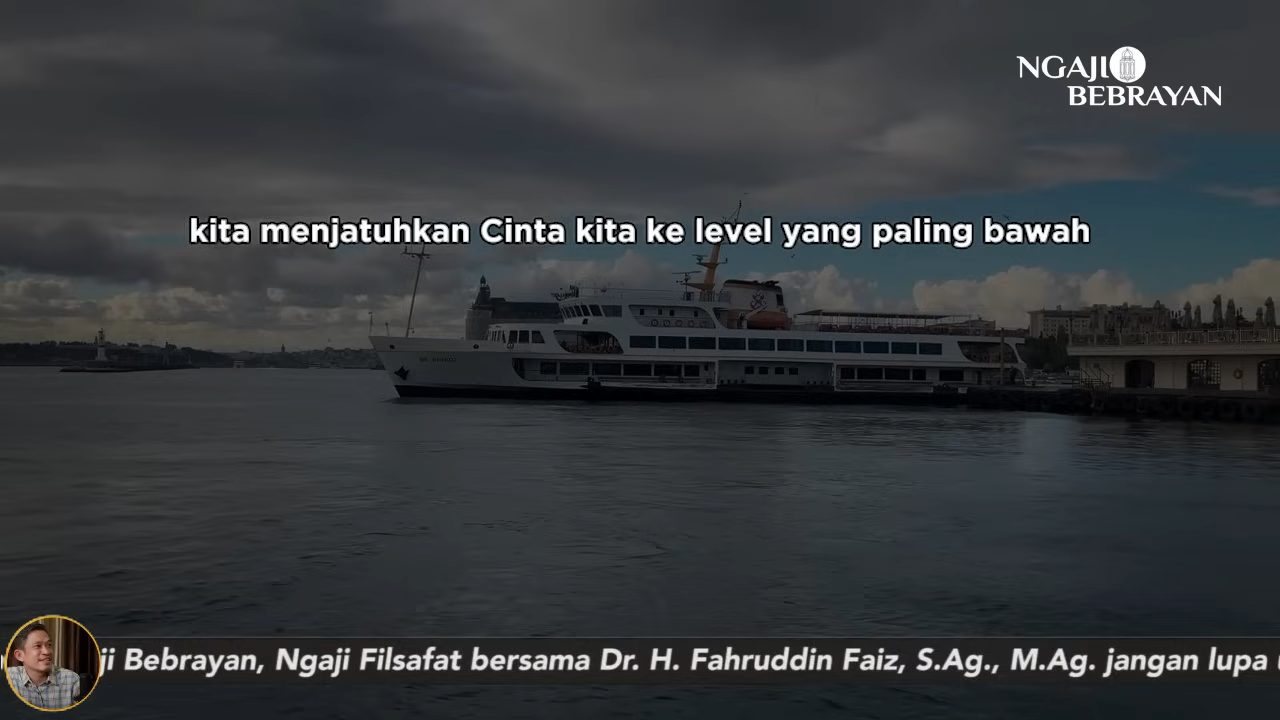 NGAJI
BEBRAYAN
kita menjatuhkan Cinta kita ke level yang paling bawah
ji Bebrayan, Ngaji Filsafat bersama Dr. H. Fahruddin Faiz, S.Ag., M.Ag. jangan lupa